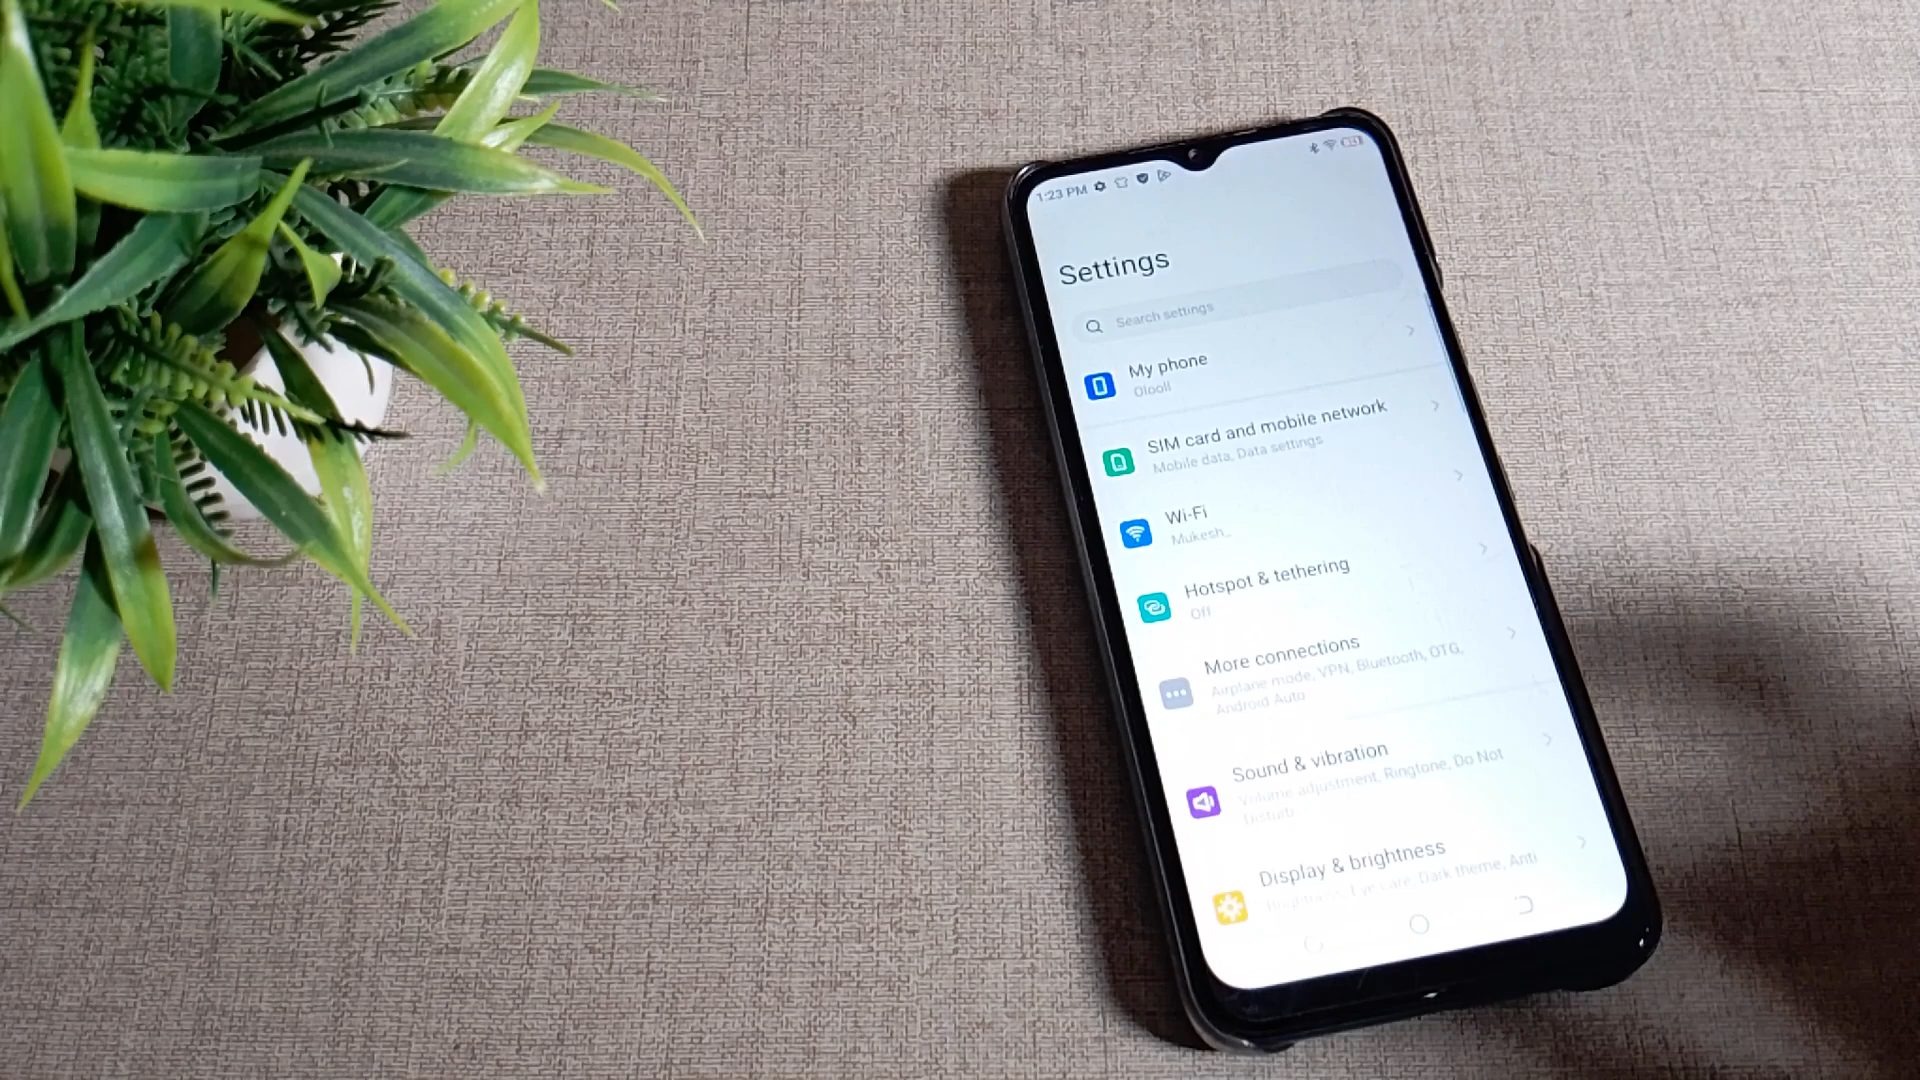 1:23 PM
Settings
Search settings
My phone
SIM card and mobile network
Mobile data, Data settings
Wi-Fi
Mukesh_
Hotspot & tethering
Off
More connections
Airplane mode, VPN, Bluetooth, OTG,
Android Auto
Sound & vibration
Volume adjustment, Ringtone, Do Not
Disturb
Display & brightness
Brightness, Eye care, Dark theme, Anti